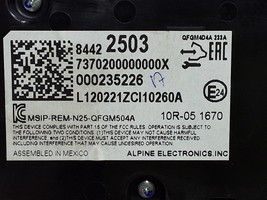 QFGM4D4A 233A
8442 2503
7370200000000X
000235226 17
L120221ZCI10260A
E24
MSIP-REM-N25-QFGM504A
10R-05 1670
THIS DEVICE COMPLIES WITH PART 15 OF THE FCC RULES. OPERATION IS SUBJECT TO THE
FOLLOWING TWO CONDITIONS: (1) THIS DEVICE MAY NOT CAUSE HARMFUL
INTERFERENCE, AND (2) THIS DEVICE MUST ACCEPT ANY INTERFERENCE RECEIVED,
INCLUDING INTERFERENCE THAT MAY CAUSE UNDESIRED OPERATION.
ASSEMBLED IN MEXICO
ALPINE ELECTRONICS, INC.